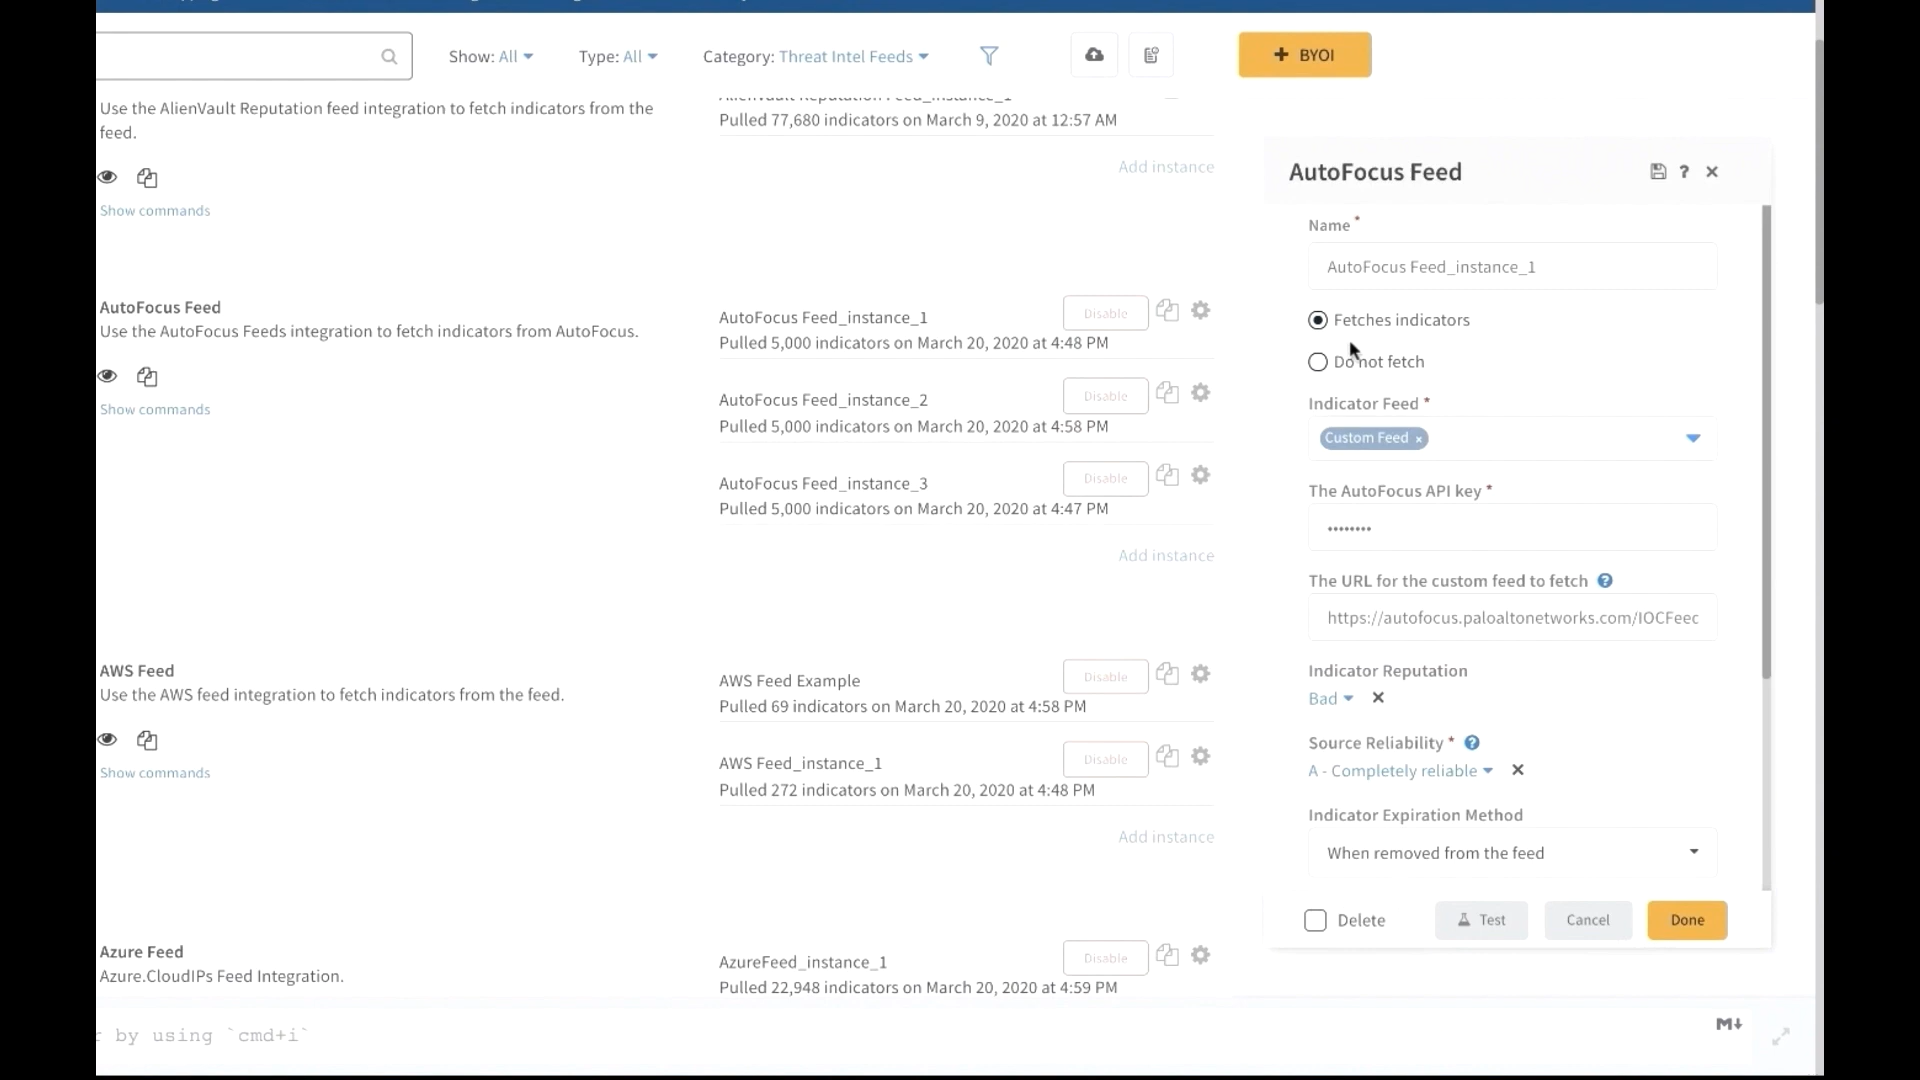 Show: All
Type: All
Category: Threat Intel Feeds
+ BYOI
Use the AlienVault Reputation feed integration to fetch indicators from the
feed.
Show commands
AlienVault Reputation Feed_instance_1
Pulled 77,680 indicators on March 9, 2020 at 12:57 AM
Add instance
AutoFocus Feed
Use the AutoFocus Feeds integration to fetch indicators from AutoFocus.
Show commands
AutoFocus Feed_instance_1
Disable
Pulled 5,000 indicators on March 20, 2020 at 4:48 PM
AutoFocus Feed_instance_2
Disable
Pulled 5,000 indicators on March 20, 2020 at 4:58 PM
AutoFocus Feed_instance_3
Disable
Pulled 5,000 indicators on March 20, 2020 at 4:47 PM
Add instance
AWS Feed
Use the AWS feed integration to fetch indicators from the feed.
Show commands
AWS Feed Example
Disable
Pulled 69 indicators on March 20, 2020 at 4:58 PM
AWS Feed_instance_1
Disable
Pulled 272 indicators on March 20, 2020 at 4:48 PM
Add instance
Azure Feed
Azure.CloudIPs Feed Integration.
AzureFeed_instance_1
Disable
Pulled 22,948 indicators on March 20, 2020 at 4:59 PM
r by using `cmd+i`
M↓
AutoFocus Feed
? ×
Name *
AutoFocus Feed_instance_1
Fetches indicators
Do not fetch
Indicator Feed *
Custom Feed ×
The AutoFocus API key *
••••••••
The URL for the custom feed to fetch ?
https://autofocus.paloaltonetworks.com/IOCFeec
Indicator Reputation
Bad ×
Source Reliability * ?
A - Completely reliable ×
Indicator Expiration Method
When removed from the feed
Delete
Test
Cancel
Done